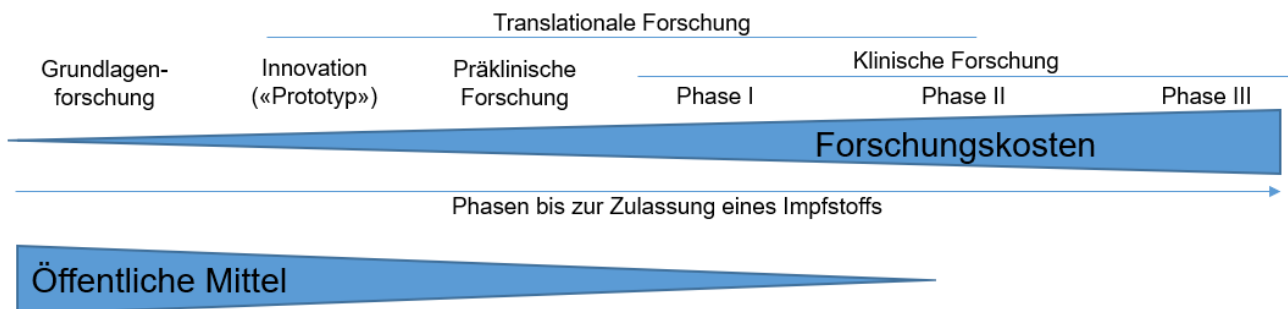 Translationale Forschung
Grundlagen-
forschung
Innovation
(«Prototyp»)
Präklinische
Forschung
Klinische Forschung
Phase I
Phase II
Phase III
Forschungskosten
Phasen bis zur Zulassung eines Impfstoffs
Öffentliche Mittel